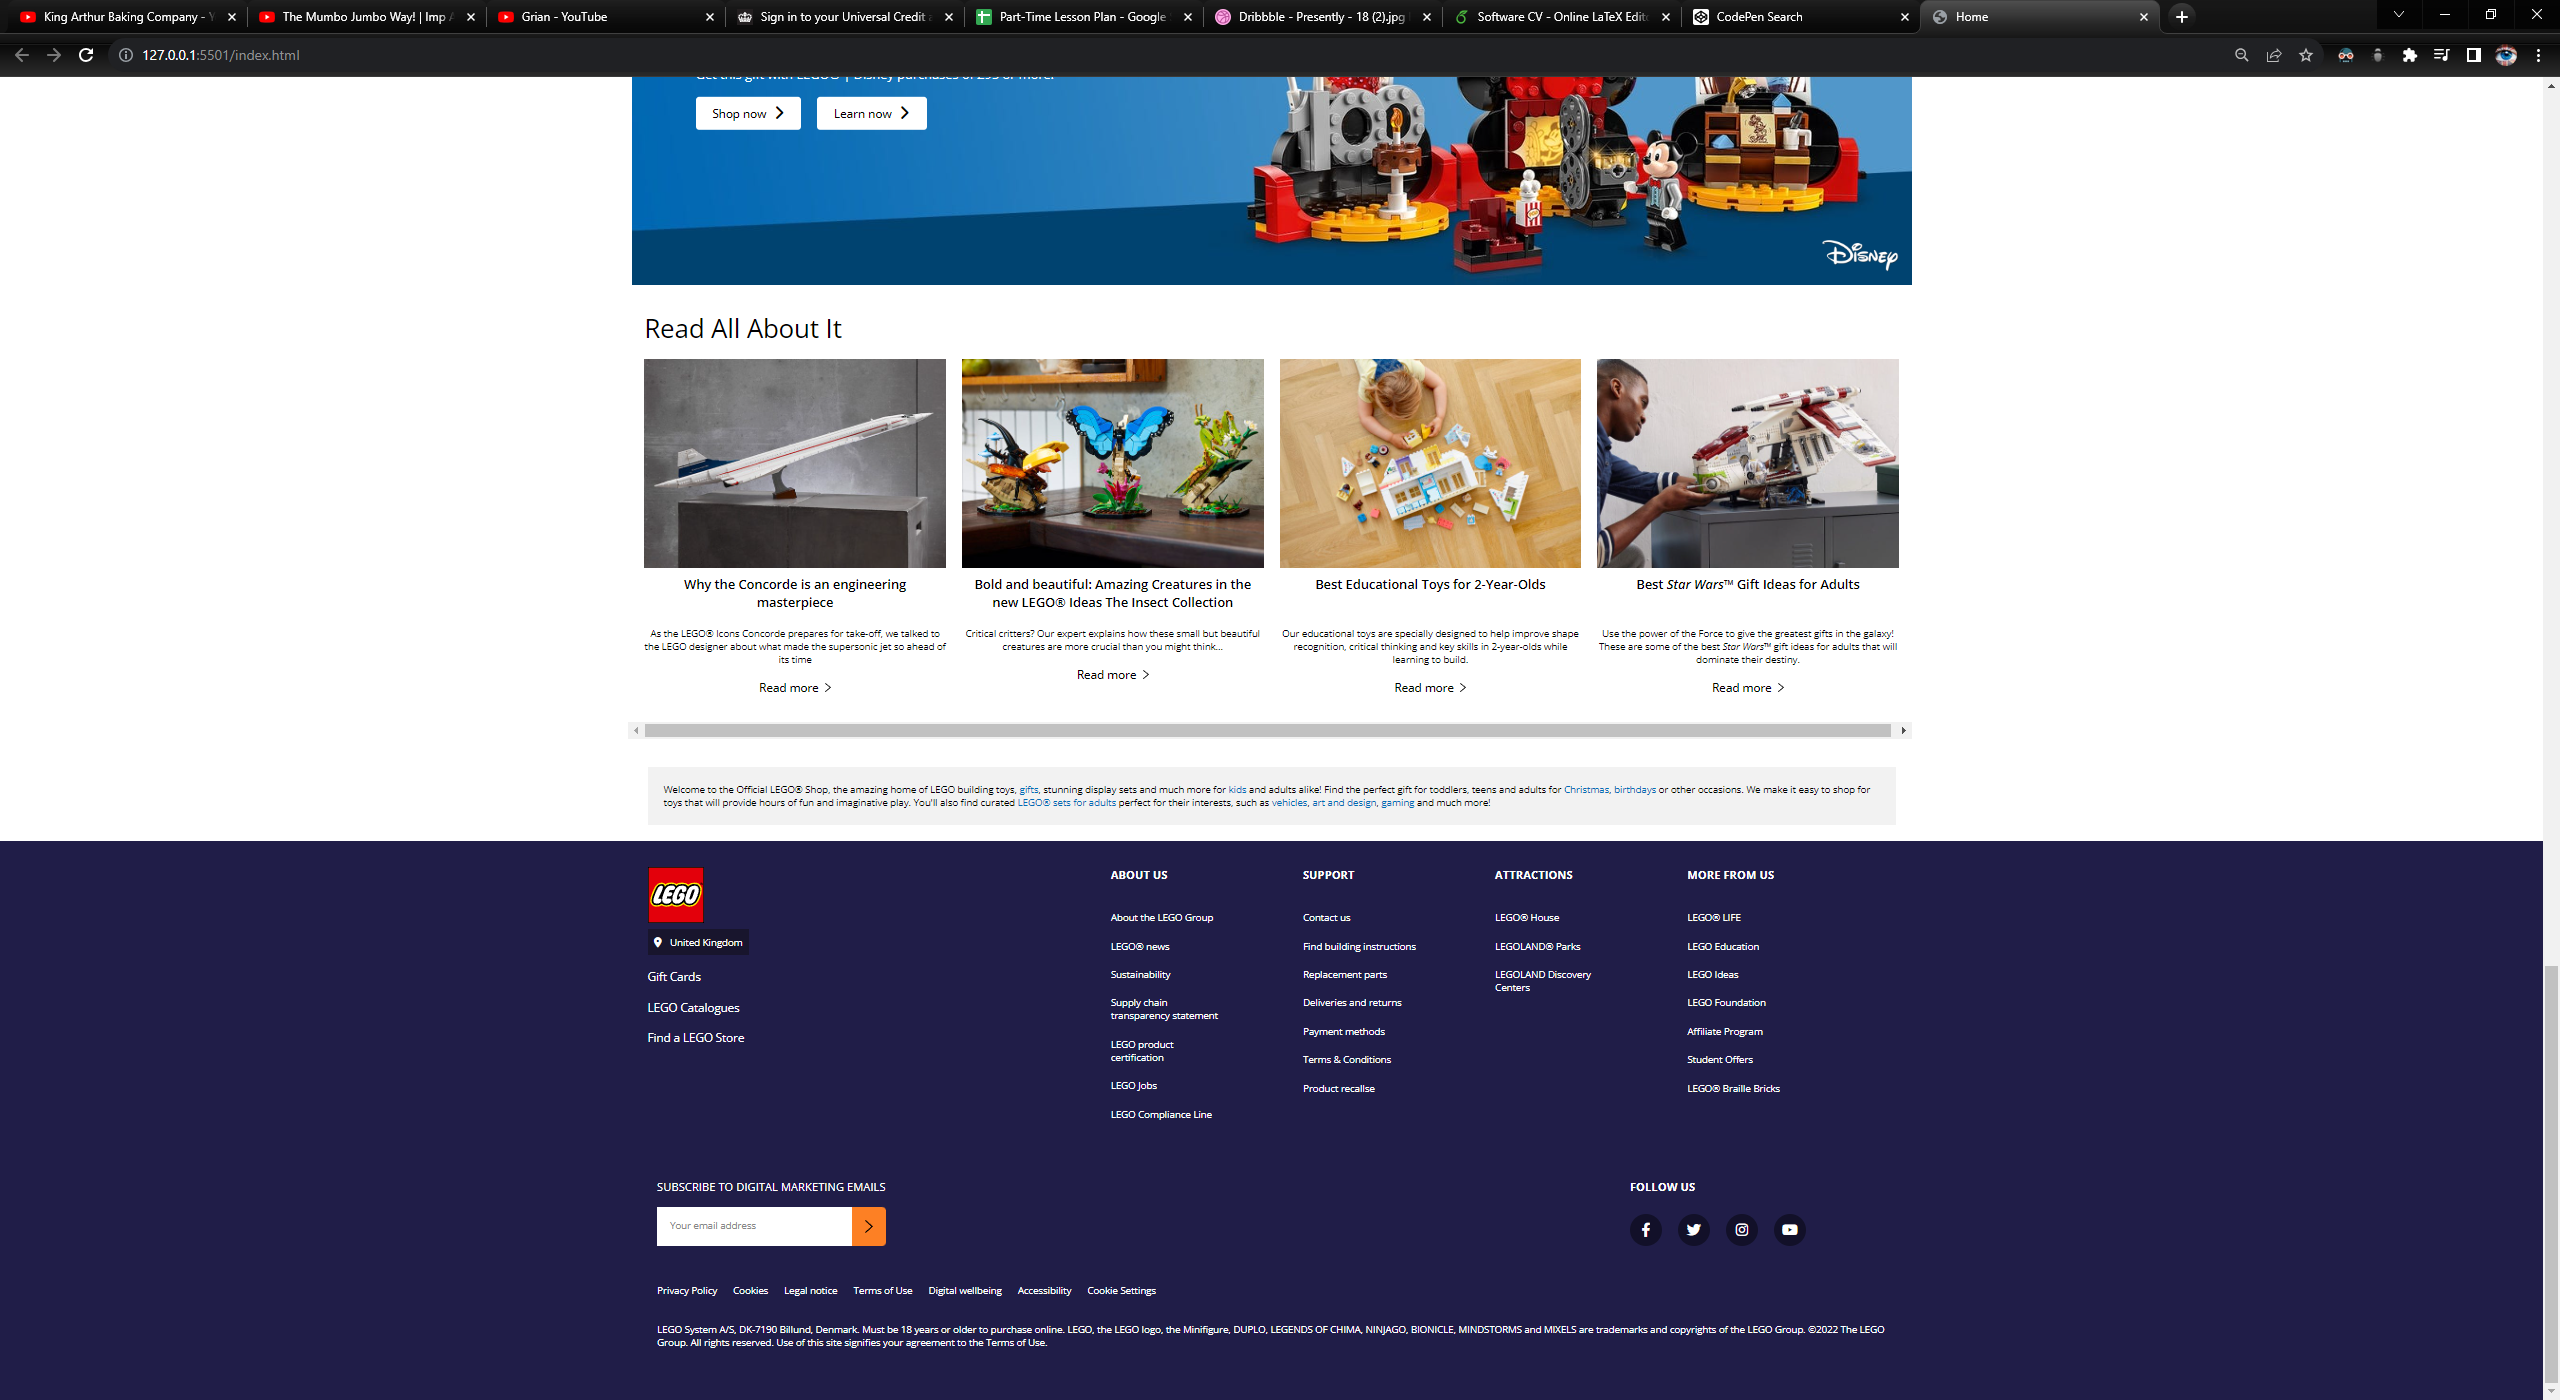 King Arthur Baking Company - Y
The Mumbo Jumbo Way! | Imp A
Grian - YouTube
Sign in to your Universal Credit a
Part-Time Lesson Plan - Google
Dribbble - Presently - 18 (2).jpg
Software CV - Online LaTeX Edit
CodePen Search
Home
127.0.0.1:5501/index.html
Get this gift with LEGO® | Disney purchases of £95 or more.
Shop now
Learn now
Disney
Read All About It
Why the Concorde is an engineering
masterpiece
As the LEGO® Icons Concorde prepares for take-off, we talked to
the LEGO designer about what made the supersonic jet so ahead of
its time
Read more
Bold and beautiful: Amazing Creatures in the
new LEGO® Ideas The Insect Collection
Critical critters? Our expert explains how these small but beautiful
creatures are more crucial than you might think...
Read more
Best Educational Toys for 2-Year-Olds
Our educational toys are specially designed to help improve shape
recognition, critical thinking and key skills in 2-year-olds while
learning to build.
Read more
Best Star Wars™ Gift Ideas for Adults
Use the power of the Force to give the greatest gifts in the galaxy!
These are some of the best Star Wars™ gift ideas for adults that will
dominate their destiny.
Read more
Welcome to the Official LEGO® Shop, the amazing home of LEGO building toys, gifts, stunning display sets and much more for kids and adults alike! Find the perfect gift for toddlers, teens and adults for Christmas, birthdays or other occasions. We make it easy to shop for
toys that will provide hours of fun and imaginative play. You'll also find curated LEGO® sets for adults perfect for their interests, such as vehicles, art and design, gaming and much more!
LEGO
United Kingdom
Gift Cards
LEGO Catalogues
Find a LEGO Store
ABOUT US
About the LEGO Group
LEGO® news
Sustainability
Supply chain
transparency statement
LEGO product
certification
LEGO Jobs
LEGO Compliance Line
SUPPORT
Contact us
Find building instructions
Replacement parts
Deliveries and returns
Payment methods
Terms & Conditions
Product recallse
ATTRACTIONS
LEGO® House
LEGOLAND® Parks
LEGOLAND Discovery
Centers
MORE FROM US
LEGO® LIFE
LEGO Education
LEGO Ideas
LEGO Foundation
Affiliate Program
Student Offers
LEGO® Braille Bricks
SUBSCRIBE TO DIGITAL MARKETING EMAILS
Your email address
FOLLOW US
Privacy Policy Cookies Legal notice Terms of Use Digital wellbeing Accessibility Cookie Settings
LEGO System A/S, DK-7190 Billund, Denmark. Must be 18 years or older to purchase online. LEGO, the LEGO logo, the Minifigure, DUPLO, LEGENDS OF CHIMA, NINJAGO, BIONICLE, MINDSTORMS and MIXELS are trademarks and copyrights of the LEGO Group. ©2022 The LEGO
Group. All rights reserved. Use of this site signifies your agreement to the Terms of Use.